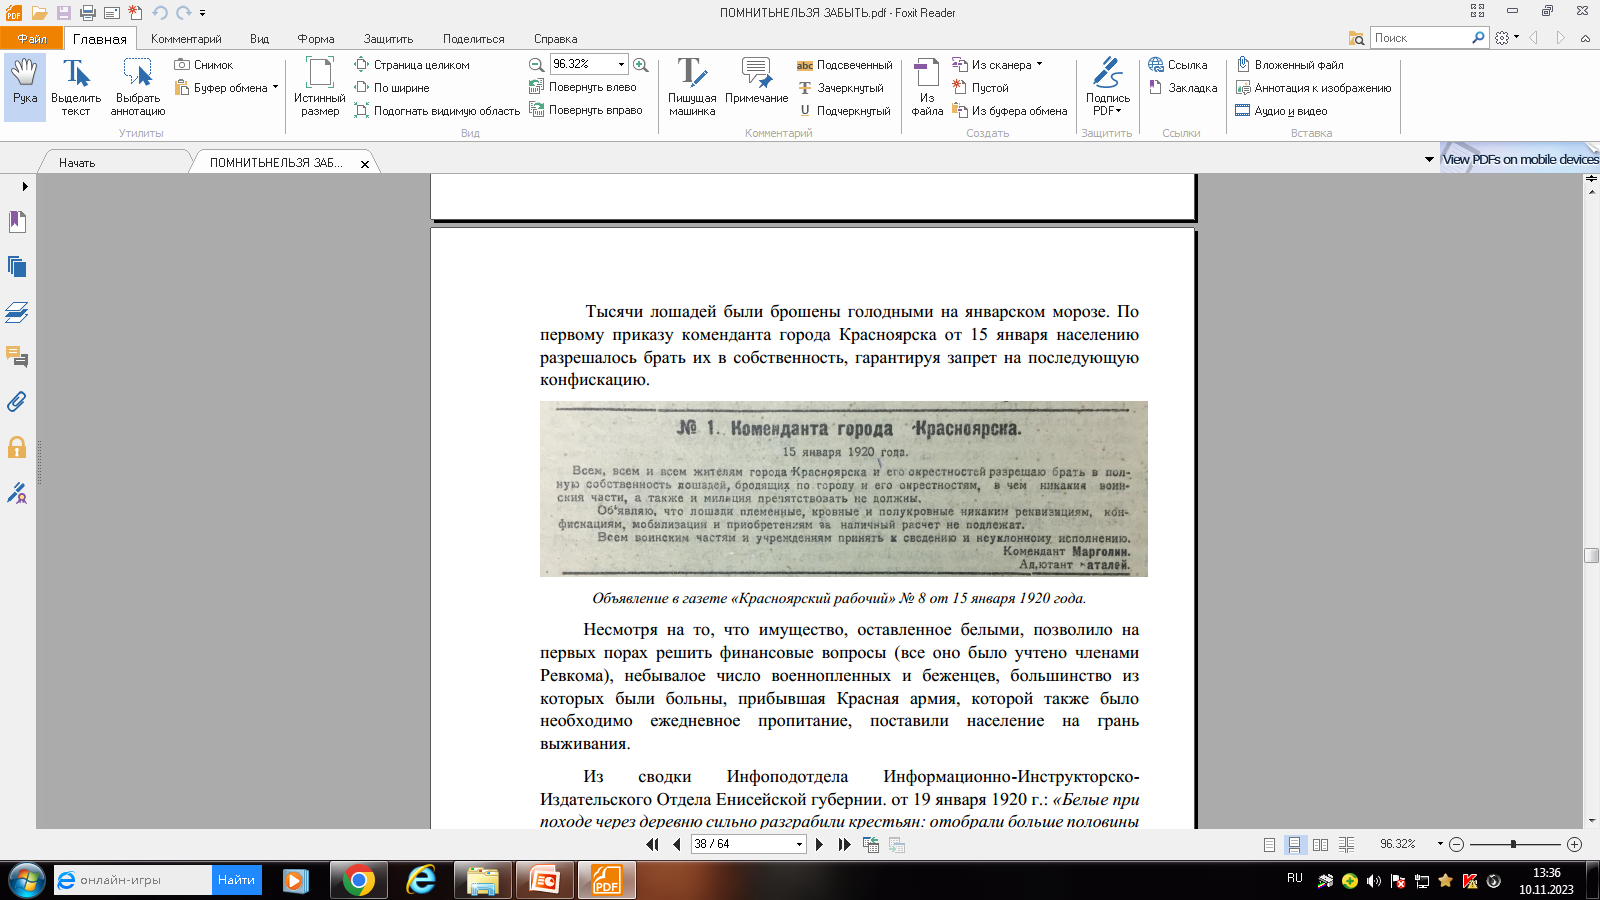 ПОМНИТЬНЕЛЬЗЯ ЗАБЫТЬ.pdf - Foxit Reader
Файл Главная Комментарий Вид Форма Защитить Поделиться Справка Поиск
Рука
Выделить текст
Выбрать аннотацию
Снимок
Буфер обмена
Утилиты
Истинный размер
Страница целиком
По ширине
Подогнать видимую область
96.32%
Повернуть влево
Повернуть вправо
Вид
Пишущая машинка
Примечание
abc Подсвеченный
Зачеркнутый
Подчеркнутый
Комментарий
Из файла
Из сканера
Пустой
Из буфера обмена
Создать
Подпись PDF
Защитить
Ссылка
Закладка
Ссылки
Вложенный файл
Аннотация к изображению
Аудио и видео
Вставка
Начать
ПОМНИТЬНЕЛЬЗЯ ЗАБ...
View PDFs on mobile devices
Тысячи лошадей были брошены голодными на январском морозе. По
первому приказу коменданта города Красноярска от 15 января населению
разрешалось брать их в собственность, гарантируя запрет на последующую
конфискацию.
№ 1. Коменданта города Красноярска.
15 января 1920 года.
Всем, всем и всем жителям города Красноярска и его окрестностей разрешаю брать в пол-
ную собственность лошадей, бродящих по городу и его окрестностям, в чем никакия воин-
ския части, а также и милиция препятствовать не должны.
Об'являю, что лошади племенные, кровные и полукровные никаким реквизициям, кон-
фискациям, мобилизации и приобретениям за наличный расчет не подлежат.
Всем воинским частям и учреждениям принять к сведению и неуклонному исполнению.
Комендант Марголин.
Ад'ютант
Объявление в газете «Красноярский рабочий» № 8 от 15 января 1920 года.
Несмотря на то, что имущество, оставленное белыми, позволило на
первых порах решить финансовые вопросы (все оно было учтено членами
Ревкома), небывалое число военнопленных и беженцев, большинство из
которых были больны, прибывшая Красная армия, которой также было
необходимо ежедневное пропитание, поставили население на грань
выживания.
Из сводки Инфоподотдела Информационно-Инструкторско-
Издательского Отдела Енисейской губернии. от 19 января 1920 г.: «Белые при
походе через деревню сильно разграбили крестьян: отобрали больше половины
38 / 64
96.32%
онлайн-игры Найти
RU
13:36
10.11.2023